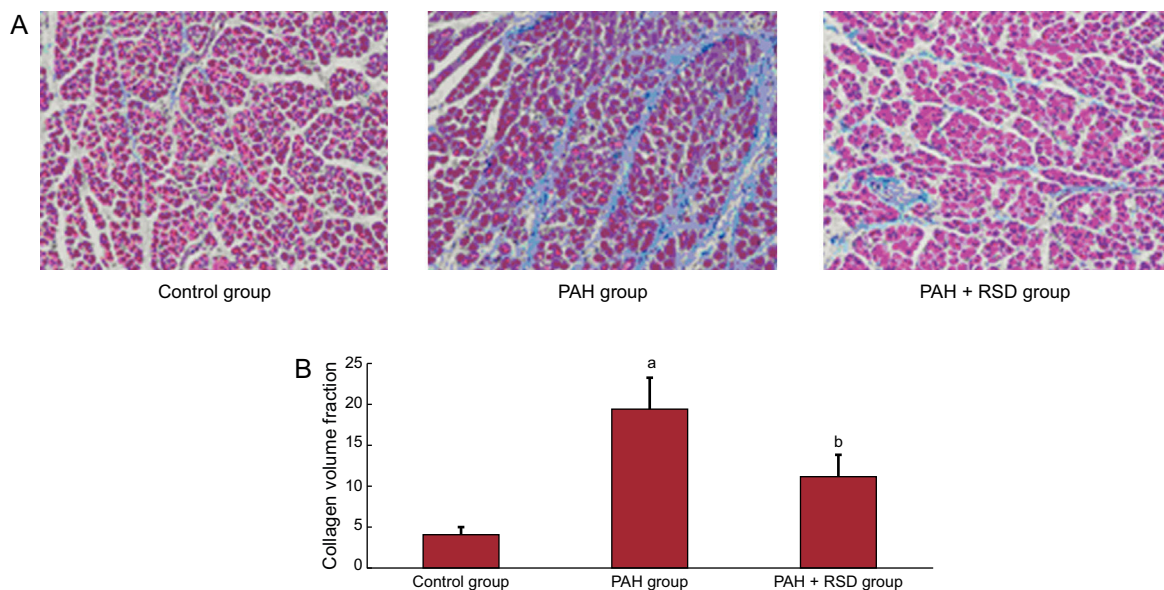 A
Control group
PAH group
PAH + RSD group
B
Collagen volume fraction
25
20
15
10
5
0
a
b
Control group
PAH group
PAH + RSD group